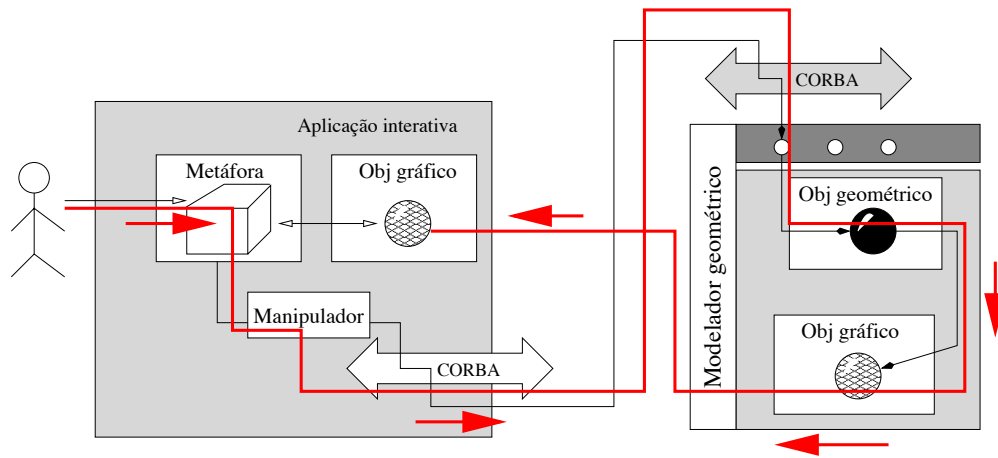 CORBA
Aplicação interativa
Metáfora
Obj gráfico
Manipulador
CORBA
Modelador geométrico
Obj geométrico
Obj gráfico